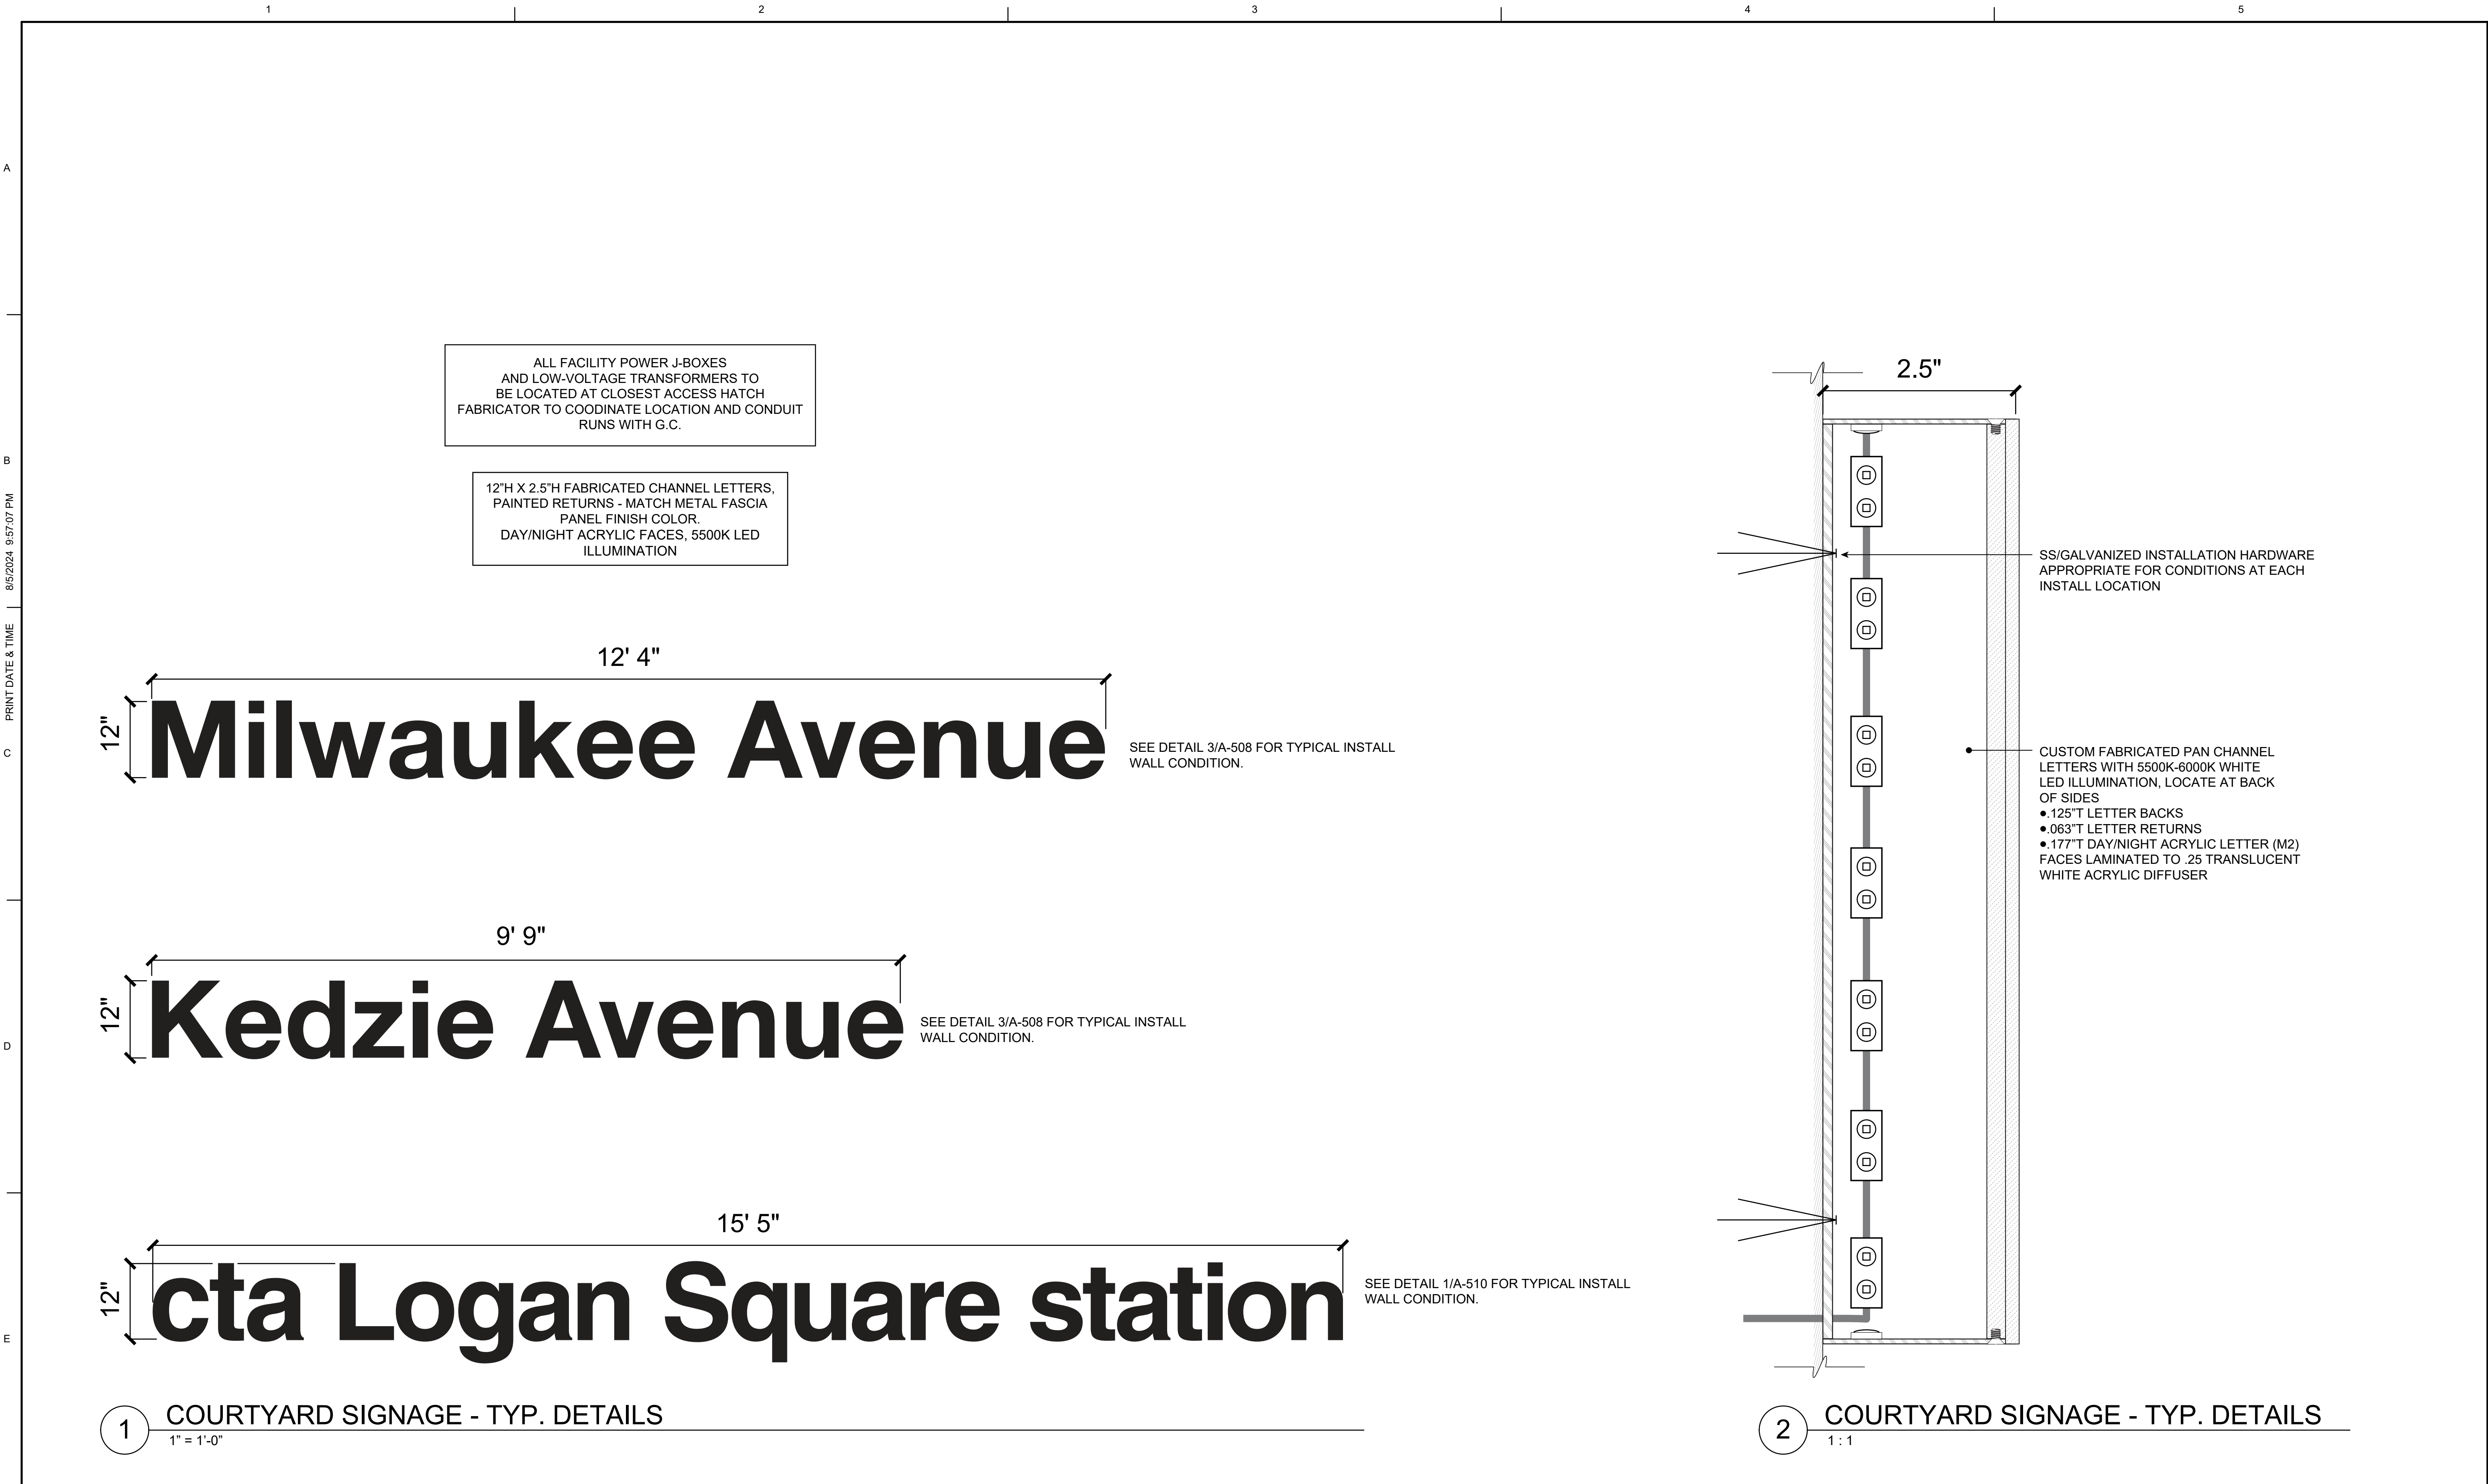 1 2 3 4 5
A
B
C
D
E
PRINT DATE & TIME 8/5/2024 9:57:07 PM
ALL FACILITY POWER J-BOXES
AND LOW-VOLTAGE TRANSFORMERS TO
BE LOCATED AT CLOSEST ACCESS HATCH
FABRICATOR TO COODINATE LOCATION AND CONDUIT
RUNS WITH G.C.
12"H X 2.5"H FABRICATED CHANNEL LETTERS,
PAINTED RETURNS - MATCH METAL FASCIA
PANEL FINISH COLOR.
DAY/NIGHT ACRYLIC FACES, 5500K LED
ILLUMINATION
12' 4"
12"
Milwaukee Avenue
SEE DETAIL 3/A-508 FOR TYPICAL INSTALL
WALL CONDITION.
9' 9"
12"
Kedzie Avenue
SEE DETAIL 3/A-508 FOR TYPICAL INSTALL
WALL CONDITION.
15' 5"
12"
cta Logan Square station
SEE DETAIL 1/A-510 FOR TYPICAL INSTALL
WALL CONDITION.
1 COURTYARD SIGNAGE - TYP. DETAILS
1" = 1'-0"
2.5"
SS/GALVANIZED INSTALLATION HARDWARE
APPROPRIATE FOR CONDITIONS AT EACH
INSTALL LOCATION
CUSTOM FABRICATED PAN CHANNEL
LETTERS WITH 5500K-6000K WHITE
LED ILLUMINATION, LOCATE AT BACK
OF SIDES
●.125"T LETTER BACKS
●.063"T LETTER RETURNS
●.177"T DAY/NIGHT ACRYLIC LETTER (M2)
FACES LAMINATED TO .25 TRANSLUCENT
WHITE ACRYLIC DIFFUSER
2 COURTYARD SIGNAGE - TYP. DETAILS
1 : 1